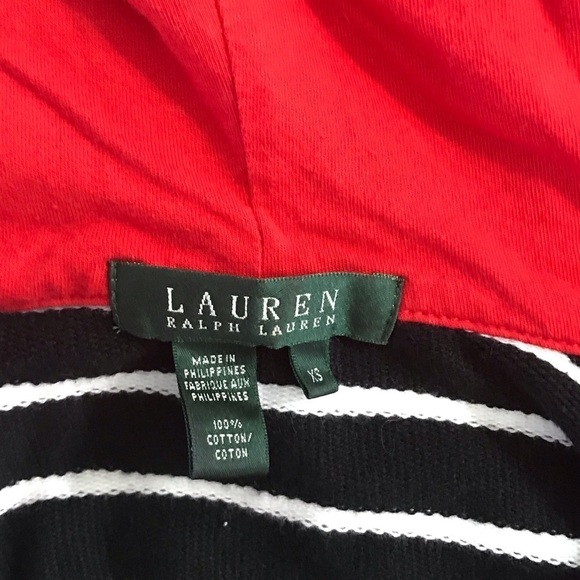 LAUREN
RALPH LAUREN
MADE IN
PHILIPPINES
FABRIQUE AUX
PHILIPPINES
100%
COTTON/
COTON
XS